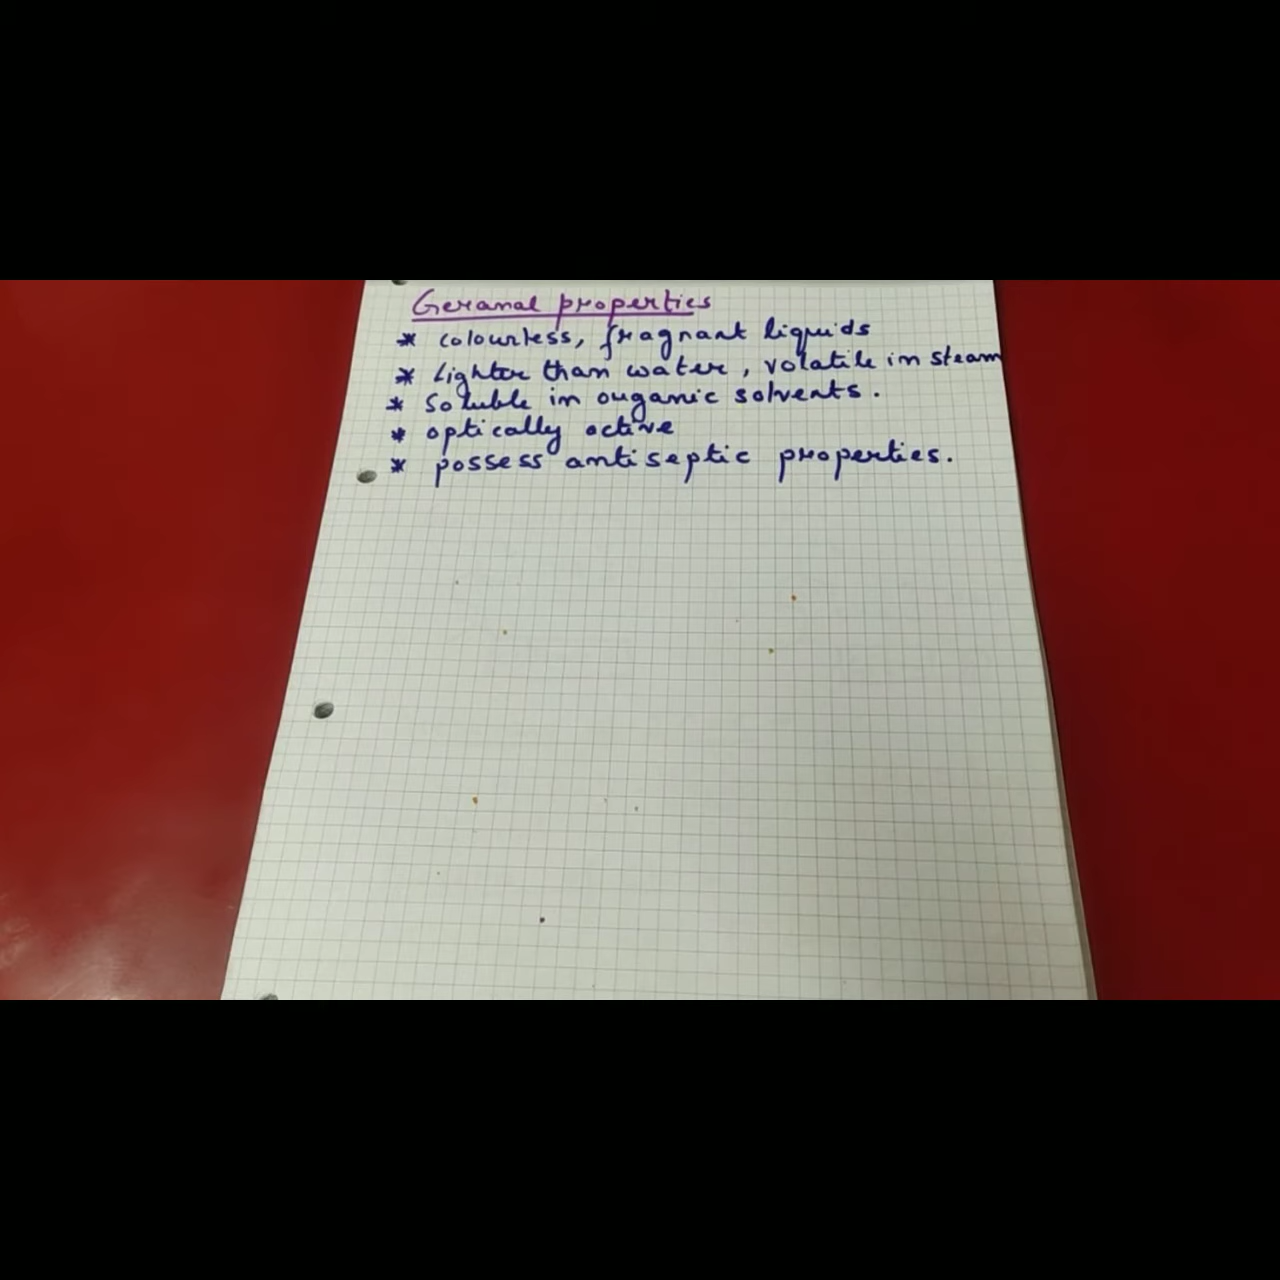 Geranal properties
* colourless, fragnant liquids
* Lighter than water, volatile in steam
* Soluble in organic solvents.
* optically active
* possess antiseptic properties.